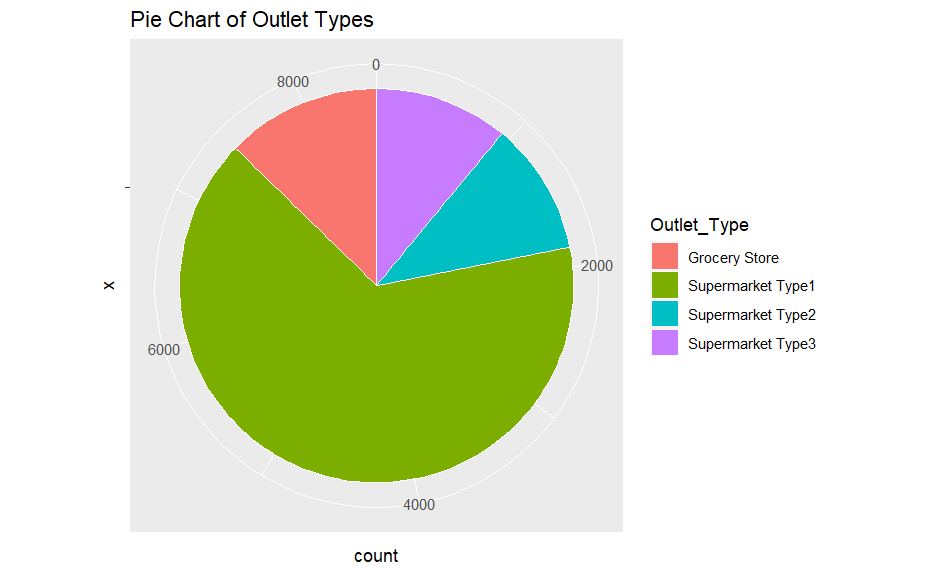 Pie Chart of Outlet Types
0
8000
2000
6000
4000
x
count
Outlet_Type
Grocery Store
Supermarket Type1
Supermarket Type2
Supermarket Type3